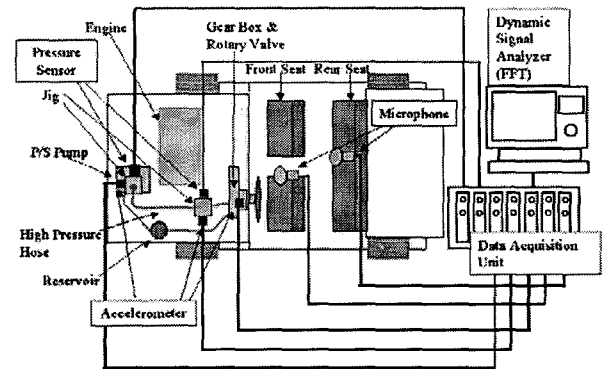 Gear Box &
Rotary Valve
Engine
Pressure
Sensor
Jig
P/S Pump
Front Seat
Rear Seat
Microphone
Dynamic
Signal
Analyzer
(FFT)
High Pressure
Hose
Reservoir
Accelerometer
Data Acquisition
Unit